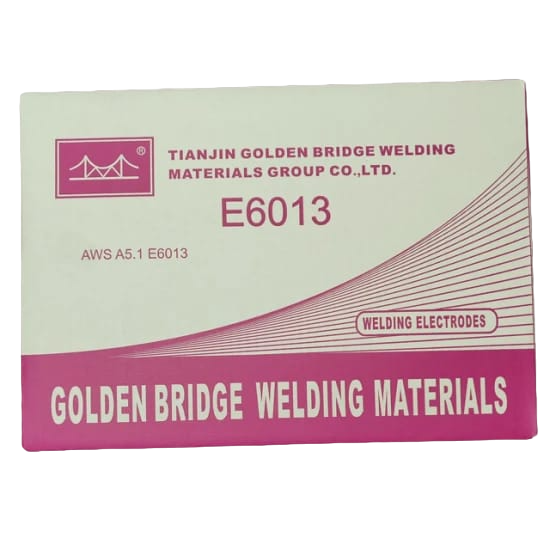 ®
TIANJIN GOLDEN BRIDGE WELDING
MATERIALS GROUP CO.,LTD.
E6013
AWS A5.1 E6013
WELDING ELECTRODES
GOLDEN BRIDGE WELDING MATERIALS